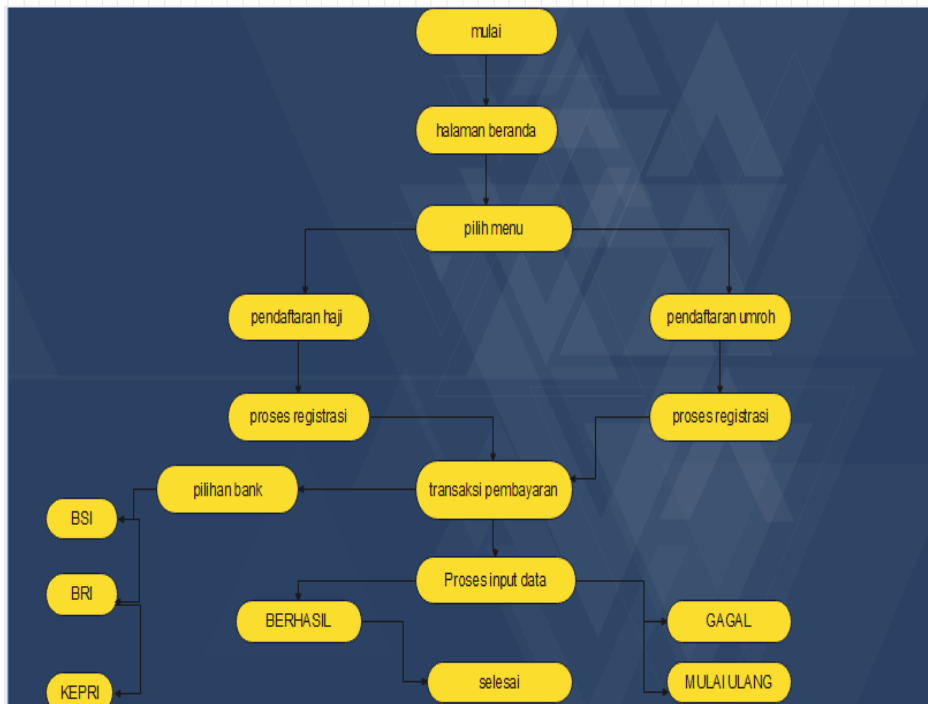 mulai
halaman beranda
pilih menu
pendaftaran haji
pendaftaran umroh
proses registrasi
proses registrasi
pilihan bank
transaksi pembayaran
BSI
BRI
KEPRI
Proses input data
BERHASIL
GAGAL
selesai
MULAI ULANG